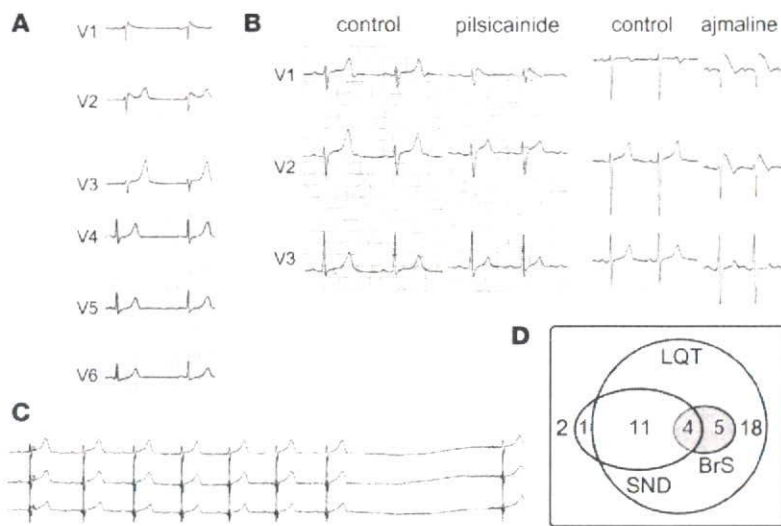 A
V1
V2
V3
V4
V5
V6
B
control pilsicainide control ajmaline
V1
V2
V3
C
D
LQT
2 1 11 4 5 18
BrS
SND